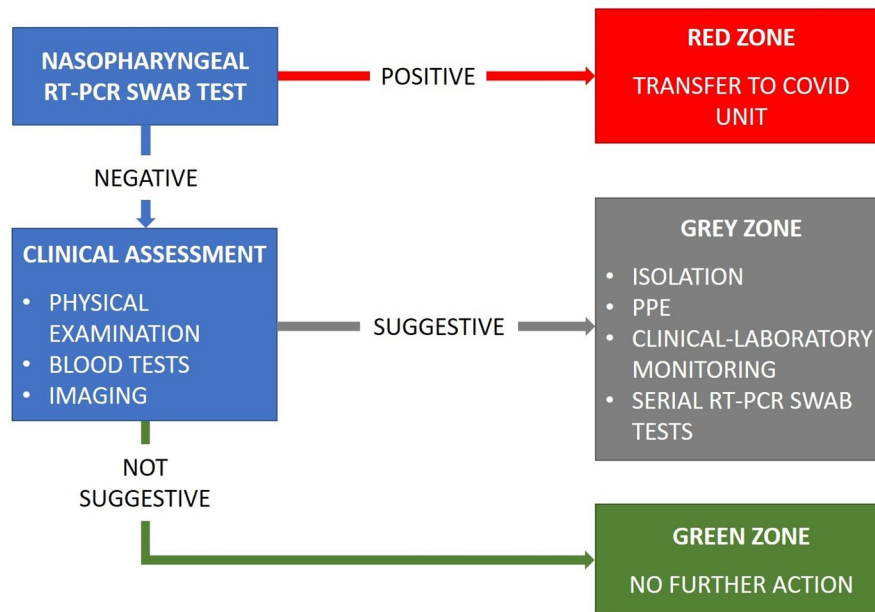 NASOPHARYNGEAL
RT-PCR SWAB TEST
POSITIVE
RED ZONE
TRANSFER TO COVID
UNIT
NEGATIVE
CLINICAL ASSESSMENT
• PHYSICAL
EXAMINATION
• BLOOD TESTS
• IMAGING
SUGGESTIVE
GREY ZONE
• ISOLATION
• PPE
• CLINICAL-LABORATORY
MONITORING
• SERIAL RT-PCR SWAB
TESTS
NOT
SUGGESTIVE
GREEN ZONE
NO FURTHER ACTION